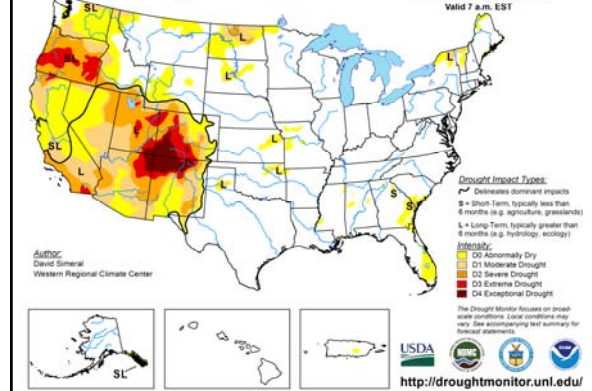 Valid 7 a.m. EST
SL
L
L
SL
L
L
L
SL
L
L
L
S
S
Drought Impact Types:
Delineates dominant impacts
S = Short-Term, typically less than
6 months (e.g. agriculture, grasslands)
L = Long-Term, typically greater than
6 months (e.g. hydrology, ecology)
Intensity:
D0 Abnormally Dry
D1 Moderate Drought
D2 Severe Drought
D3 Extreme Drought
D4 Exceptional Drought
Author:
David Simeral
Western Regional Climate Center
The Drought Monitor focuses on broad-
scale conditions. Local conditions may
vary. See accompanying text summary for
forecast statements.
SL
USDA
NDMC
http://droughtmonitor.unl.edu/